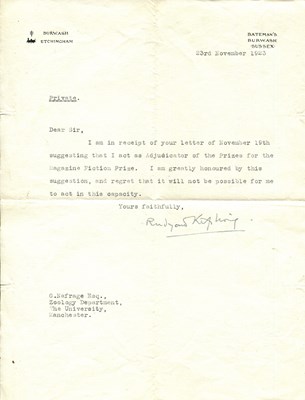 BURWASH
ETCHINGHAM
BATEMAN'S
BURWASH
SUSSEX
23rd November 1933
Private.
Dear Sir,
I am in receipt of your letter of November 19th
suggesting that I act as Adjudicator of the Prizes for the
Magazine Fiction Prize. I am greatly honoured by this
suggestion, and regret that it will not be possible for me
to act in this capacity.
Yours faithfully,
Rudyard Kipling.
Esq.,
Zoology Department,
The University,
Manchester.